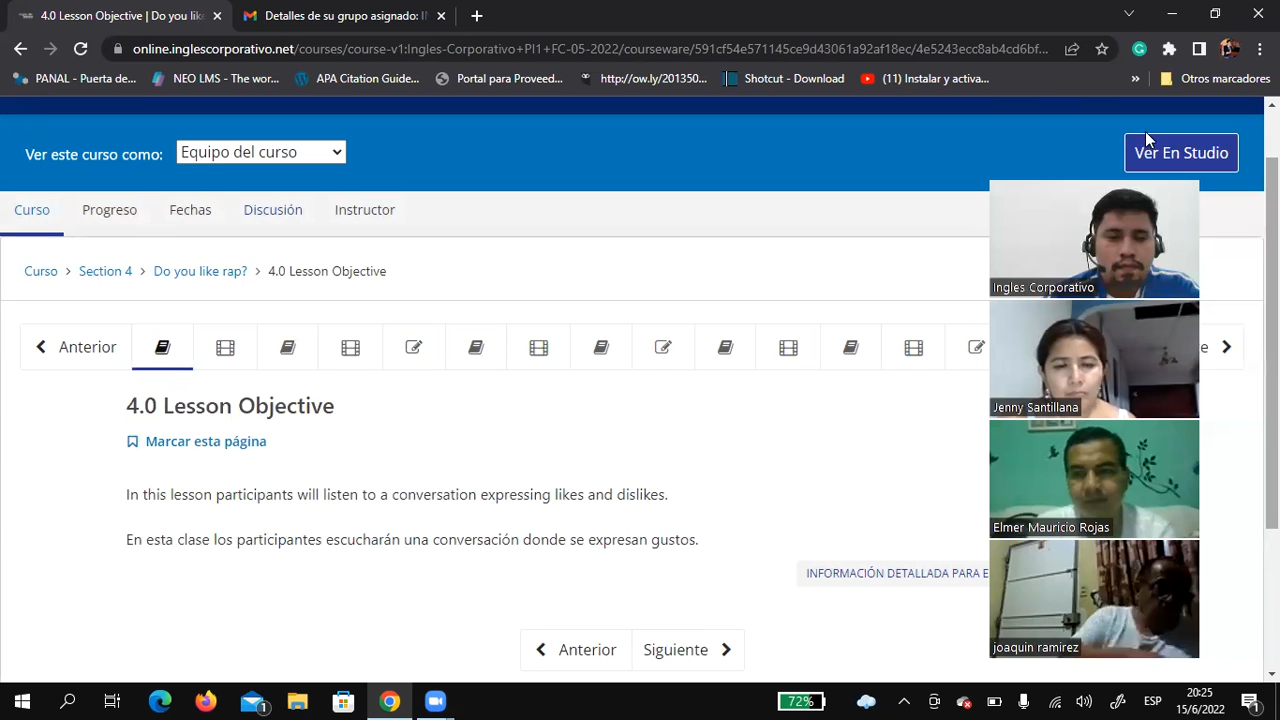 4.0 Lesson Objective | Do you like
Detalles de su grupo asignado: I
online.inglescorporativo.net/courses/course-v1:Ingles-Corporativo+PI1+FC-05-2022/courseware/591cf54e571145ce9d43061a92af18ec/4e5243ecc8ab4cd6bf...
PANAL - Puerta de...
NEO LMS - The wor...
APA Citation Guide...
Portal para Proveed...
http://ow.ly/201350...
Shotcut - Download
(11) Instalar y activa...
»
Otros marcadores
Ver este curso como:
Equipo del curso
Ver En Studio
Curso
Progreso
Fechas
Discusión
Instructor
Curso > Section 4 > Do you like rap? > 4.0 Lesson Objective
Anterior
4.0 Lesson Objective
Marcar esta página
In this lesson participants will listen to a conversation expressing likes and dislikes.
En esta clase los participantes escucharán una conversación donde se expresan gustos.
INFORMACIÓN DETALLADA PARA E
Anterior
Siguiente
Ingles Corporativo
Jenny Santillana
Elmer Mauricio Rojas
joaquin ramirez
72%
ESP
20:25
15/6/2022